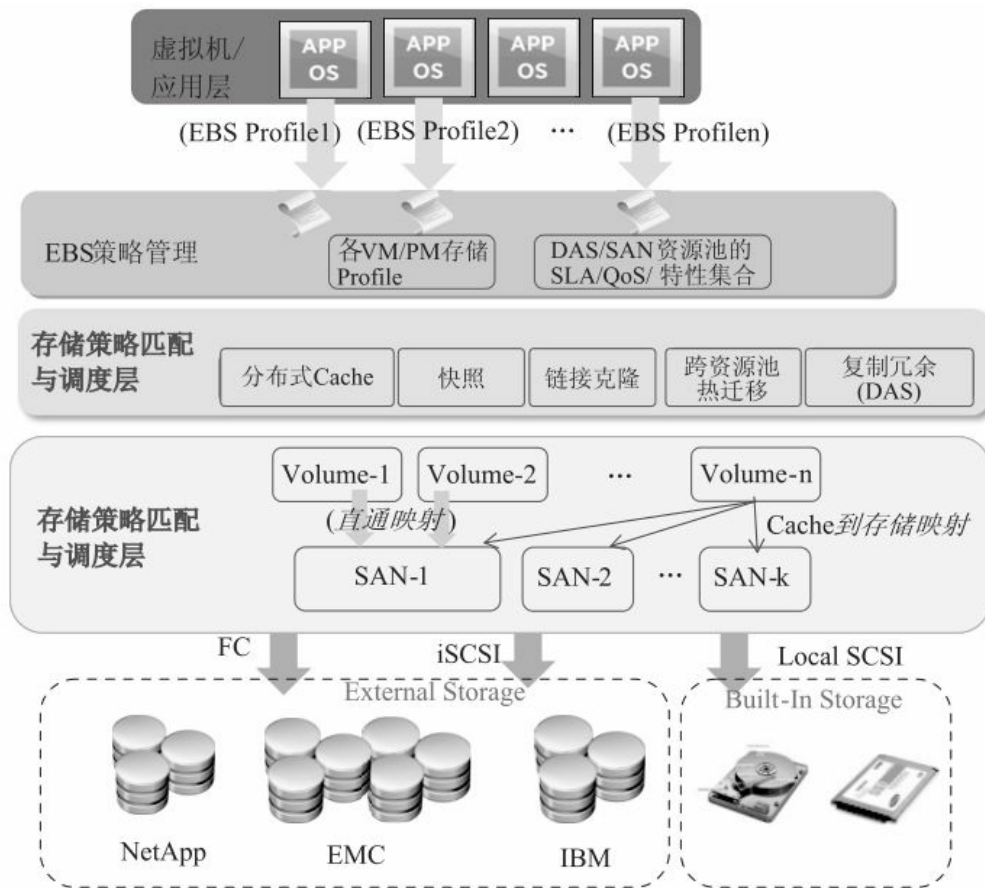 虚拟机/
应用层
APP
OS
APP
OS
APP
OS
APP
OS
(EBS Profile1)
(EBS Profile2)
···
(EBS Profilen)
EBS策略管理
各VM/PM存储
Profile
DAS/SAN资源池的
SLA/QoS/特性集合
存储策略匹配
与调度层
分布式Cache
快照
链接克隆
跨资源池
热迁移
复制冗余
(DAS)
Volume-1
Volume-2
···
Volume-n
存储策略匹配
与调度层
(直通映射)
Cache到存储映射
SAN-1
SAN-2
···
SAN-k
FC
iSCSI
Local SCSI
External Storage
Built-In Storage
NetApp
EMC
IBM